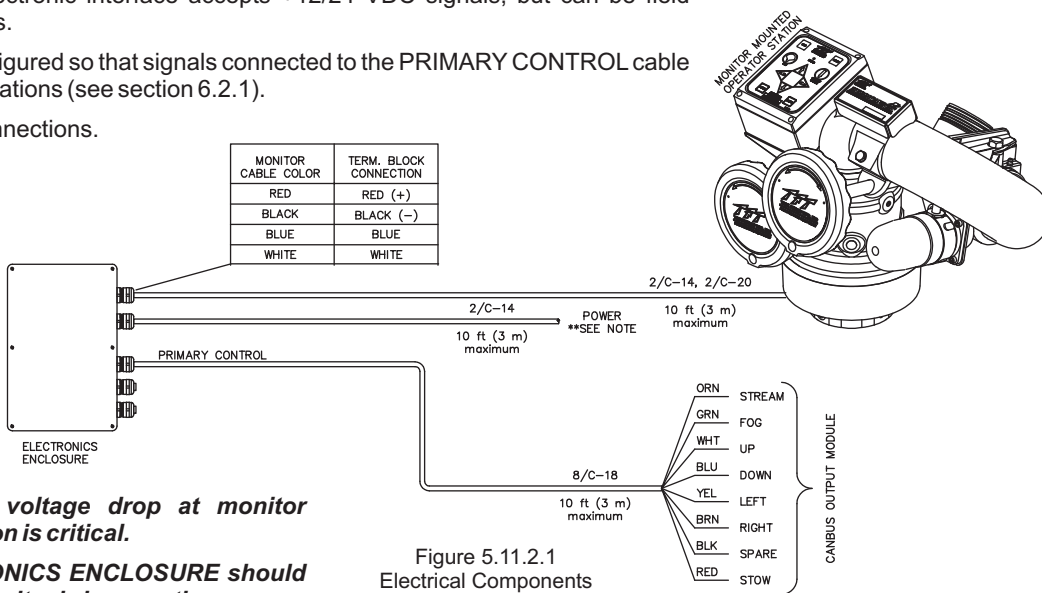 electronic interface accepts +12/24 VDC signals, but can be field
s.
figured so that signals connected to the PRIMARY CONTROL cable
ations (see section 6.2.1).
nnections.
MONITOR MOUNTED
OPERATOR STATION
MONITOR CABLE COLOR TERM. BLOCK CONNECTION
RED RED (+)
BLACK BLACK (−)
BLUE BLUE
WHITE WHITE
TFT
TFT
2/C-14, 2/C-20
10 ft (3 m)
maximum
2/C-14
10 ft (3 m)
maximum
POWER
**SEE NOTE
PRIMARY CONTROL
ELECTRONICS
ENCLOSURE
8/C-18
10 ft (3 m)
maximum
ORN STREAM
GRN FOG
WHT UP
BLU DOWN
YEL LEFT
BRN RIGHT
BLK SPARE
RED STOW
CANBUS OUTPUT MODULE
voltage drop at monitor
on is critical.
ONICS ENCLOSURE should
Figure 5.11.2.1
Electrical Components